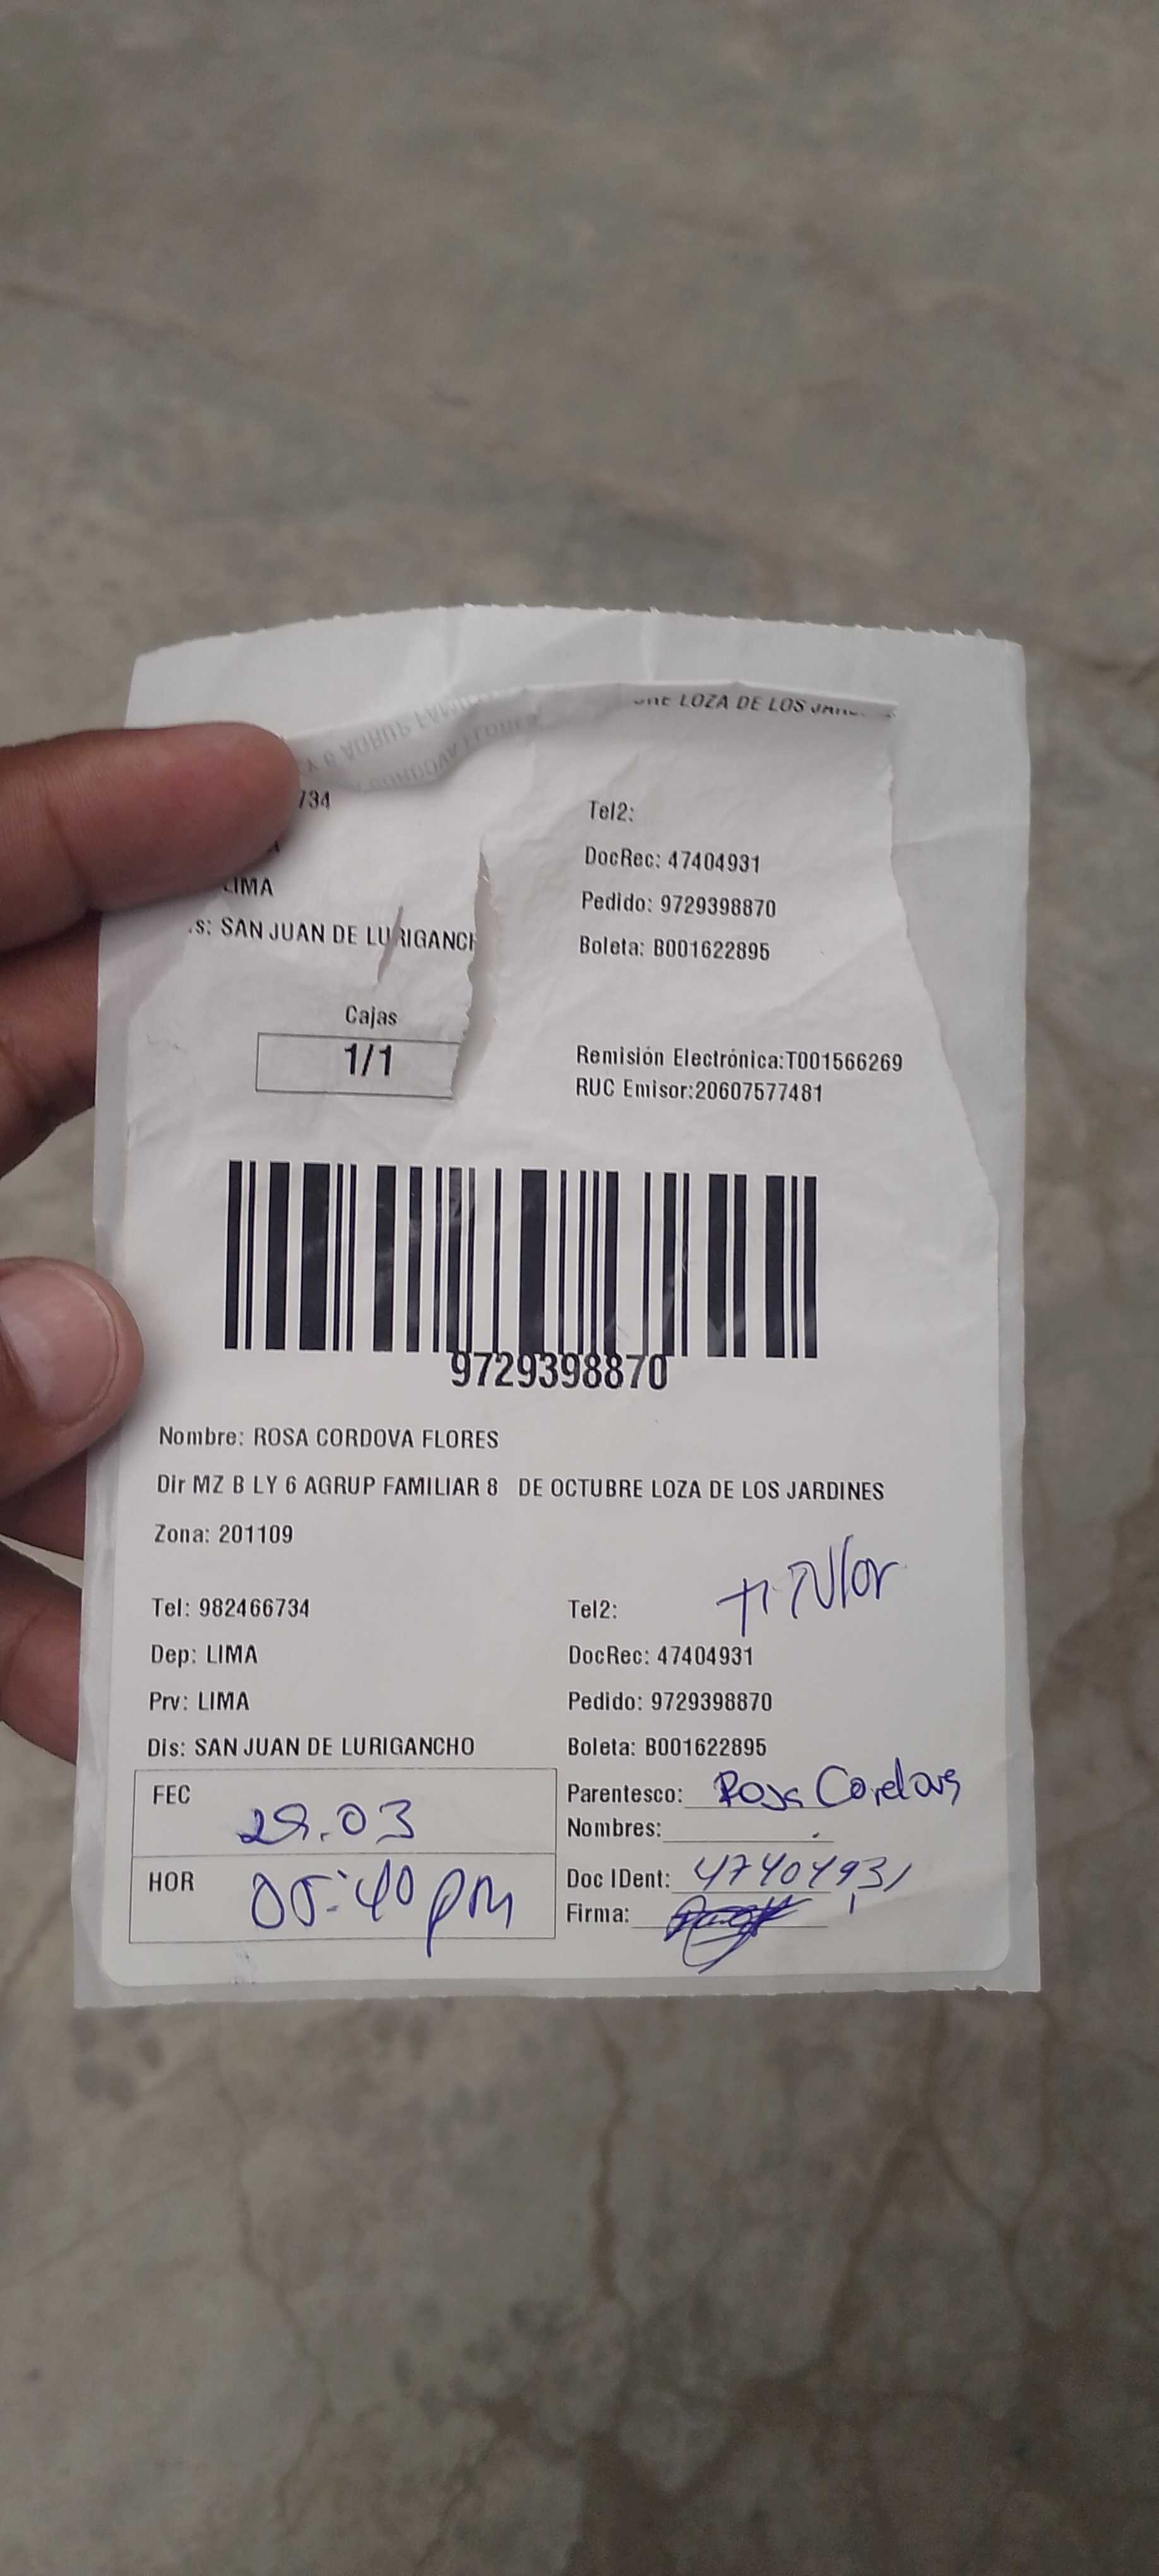 LOZA DE LOS
734
Tel2:
DocRec: 47404931
LIMA
Pedido: 9729398870
s: SAN JUAN DE LURIGANCH
Boleta: B001622895
Cajas
1/1
Remisión Electrónica:T001566269
RUC Emisor:20607577481
9729398870
Nombre: ROSA CORDOVA FLORES
Dir MZ B LY 6 AGRUP FAMILIAR 8 DE OCTUBRE LOZA DE LOS JARDINES
Zona: 201109
Titular
Tel: 982466734
Tel2:
Dep: LIMA
DocRec: 47404931
Prv: LIMA
Pedido: 9729398870
Dis: SAN JUAN DE LURIGANCHO
Boleta: B001622895
FEC
29.03
Parentesco: Rosa Cordova
Nombres:
HOR
05:40 pm
Doc IDent: 47404931
Firma: